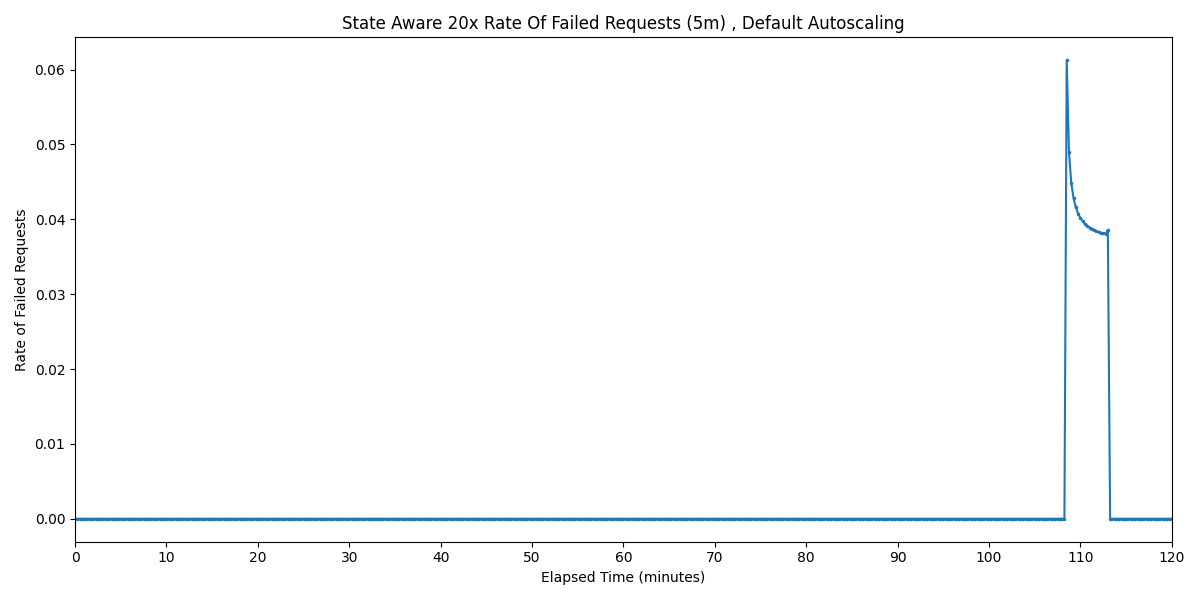 State Aware 20x Rate Of Failed Requests (5m) , Default Autoscaling
Rate of Failed Requests
0.06
0.05
0.04
0.03
0.02
0.01
0.00
0 10 20 30 40 50 60 70 80 90 100 110 120
Elapsed Time (minutes)